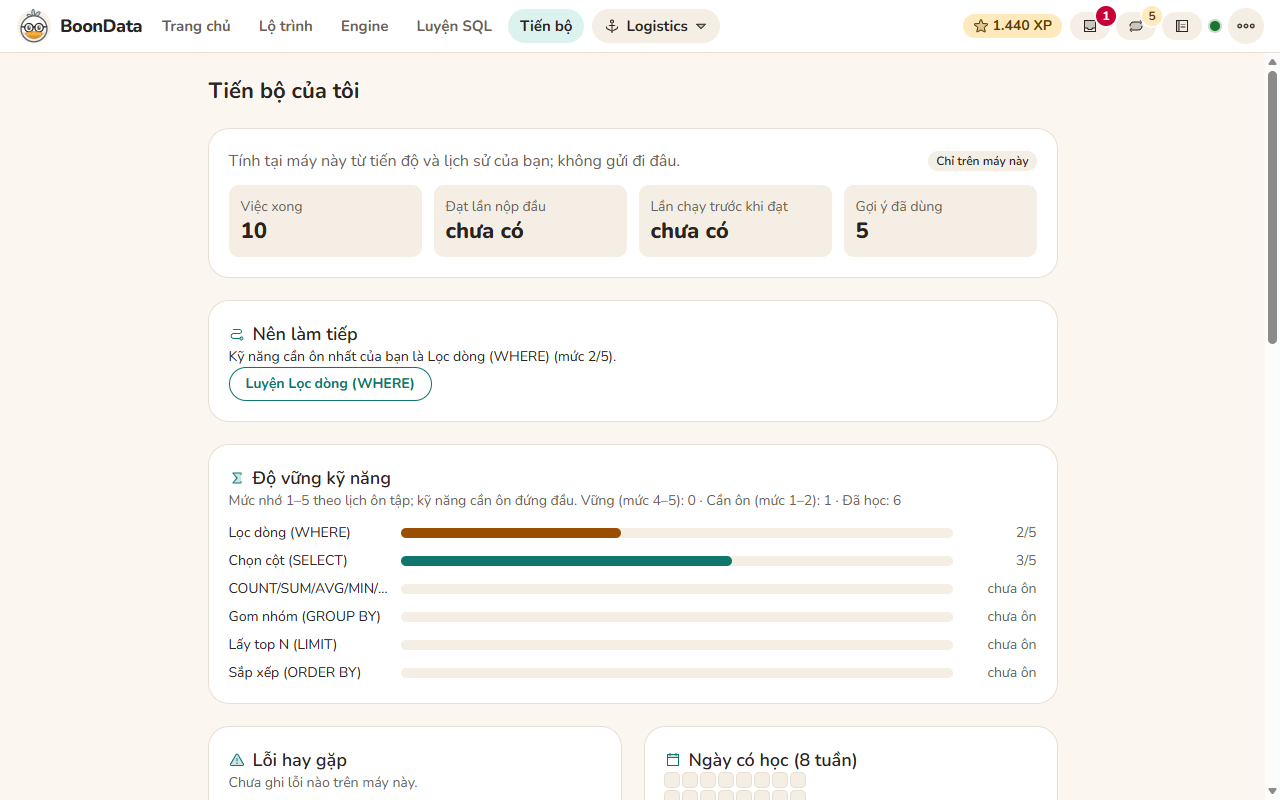 BoonData Trang chủ Lộ trình Engine Luyện SQL Tiến bộ Logistics 1.440 XP 1 5
Tiến bộ của tôi
Tính tại máy này từ tiến độ và lịch sử của bạn; không gửi đi đâu. Chỉ trên máy này
Việc xong
10
Đạt lần nộp đầu
chưa có
Lần chạy trước khi đạt
chưa có
Gợi ý đã dùng
5
Nên làm tiếp
Kỹ năng cần ôn nhất của bạn là Lọc dòng (WHERE) (mức 2/5).
Luyện Lọc dòng (WHERE)
Độ vững kỹ năng
Mức nhớ 1–5 theo lịch ôn tập; kỹ năng cần ôn đứng đầu. Vững (mức 4–5): 0 · Cần ôn (mức 1–2): 1 · Đã học: 6
Lọc dòng (WHERE) 2/5
Chọn cột (SELECT) 3/5
COUNT/SUM/AVG/MIN/... chưa ôn
Gom nhóm (GROUP BY) chưa ôn
Lấy top N (LIMIT) chưa ôn
Sắp xếp (ORDER BY) chưa ôn
Lỗi hay gặp
Chưa ghi lỗi nào trên máy này.
Ngày có học (8 tuần)